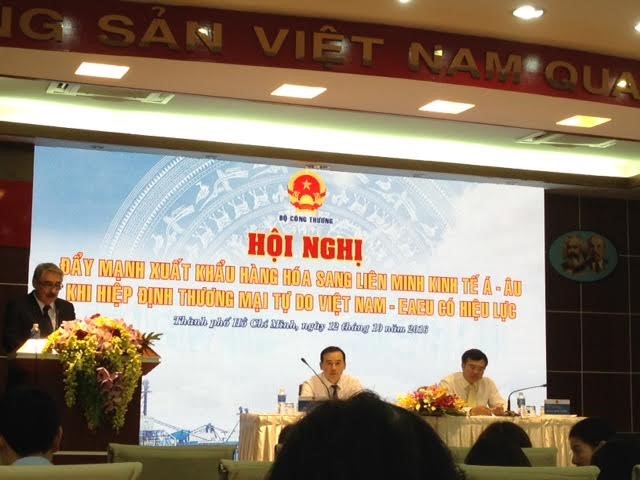 NG SẢN VIỆT NAM QUA
BỘ CÔNG THƯƠNG
HỘI NGHỊ
ĐẨY MẠNH XUẤT KHẨU HÀNG HÓA SANG LIÊN MINH KINH TẾ Á - ÂU
KHI HIỆP ĐỊNH THƯƠNG MẠI TỰ DO VIỆT NAM - EAEU CÓ HIỆU LỰC
Thành phố Hồ Chí Minh, ngày 12 tháng 10 năm 2016